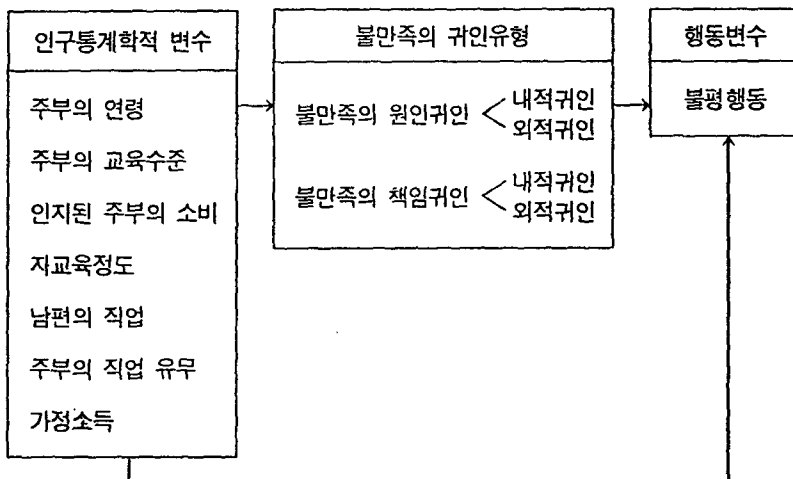 인구통계학적 변수
주부의 연령
주부의 교육수준
인지된 주부의 소비
자교육정도
남편의 직업
주부의 직업 유무
가정소득
불만족의 귀인유형
불만족의 원인귀인 < 내적귀인
외적귀인
불만족의 책임귀인 < 내적귀인
외적귀인
행동변수
불평행동